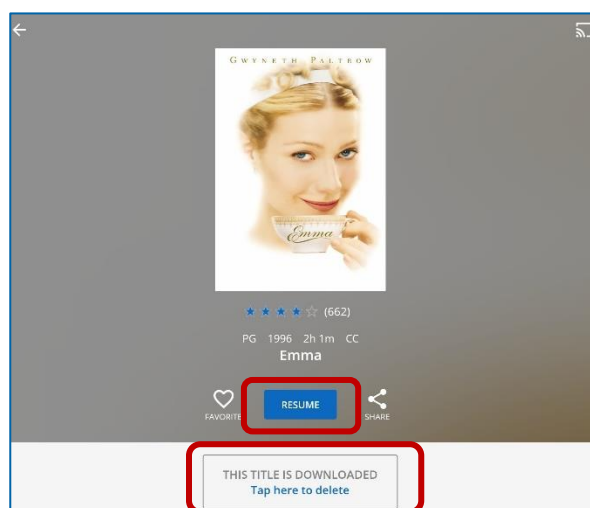 GWYNETH PALTROW
Emma
(662)
PG 1996 2h 1m CC
Emma
FAVORITE
RESUME
SHARE
THIS TITLE IS DOWNLOADED
Tap here to delete